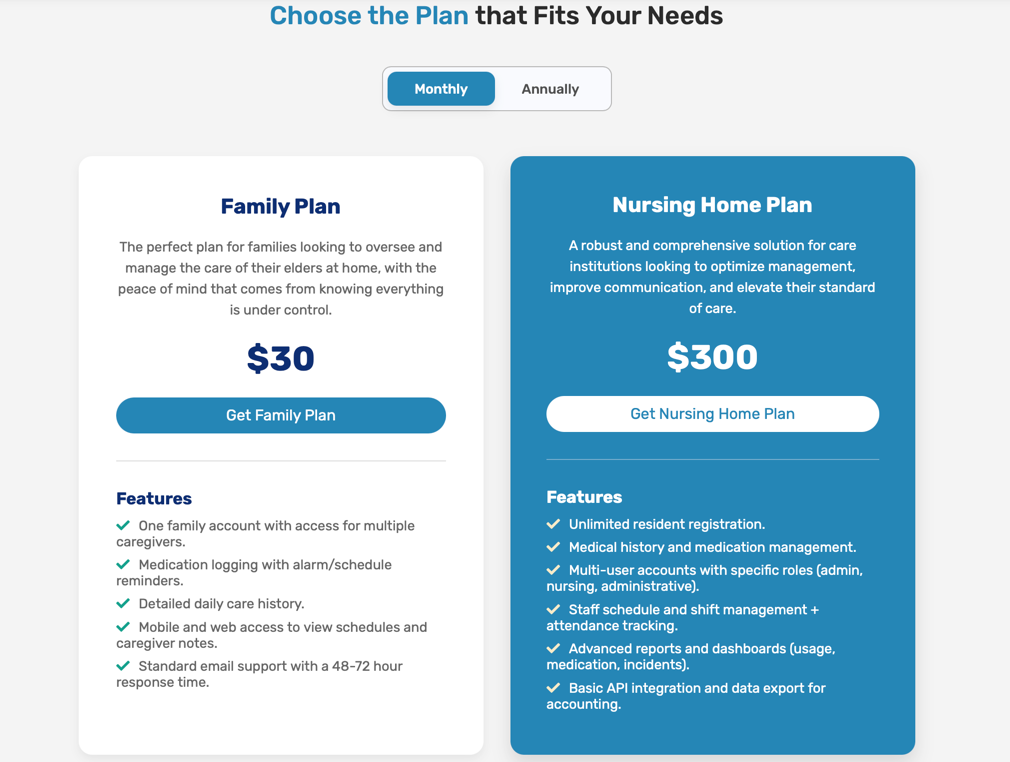 Choose the Plan that Fits Your Needs
Monthly
Annually
Family Plan
The perfect plan for families looking to oversee and
manage the care of their elders at home, with the
peace of mind that comes from knowing everything
is under control.
$30
Get Family Plan
Features
One family account with access for multiple
caregivers.
Medication logging with alarm/schedule
reminders.
Detailed daily care history.
Mobile and web access to view schedules and
caregiver notes.
Standard email support with a 48-72 hour
response time.
Nursing Home Plan
A robust and comprehensive solution for care
institutions looking to optimize management,
improve communication, and elevate their standard
of care.
$300
Get Nursing Home Plan
Features
Unlimited resident registration.
Medical history and medication management.
Multi-user accounts with specific roles (admin,
nursing, administrative).
Staff schedule and shift management +
attendance tracking.
Advanced reports and dashboards (usage,
medication, incidents).
Basic API integration and data export for
accounting.